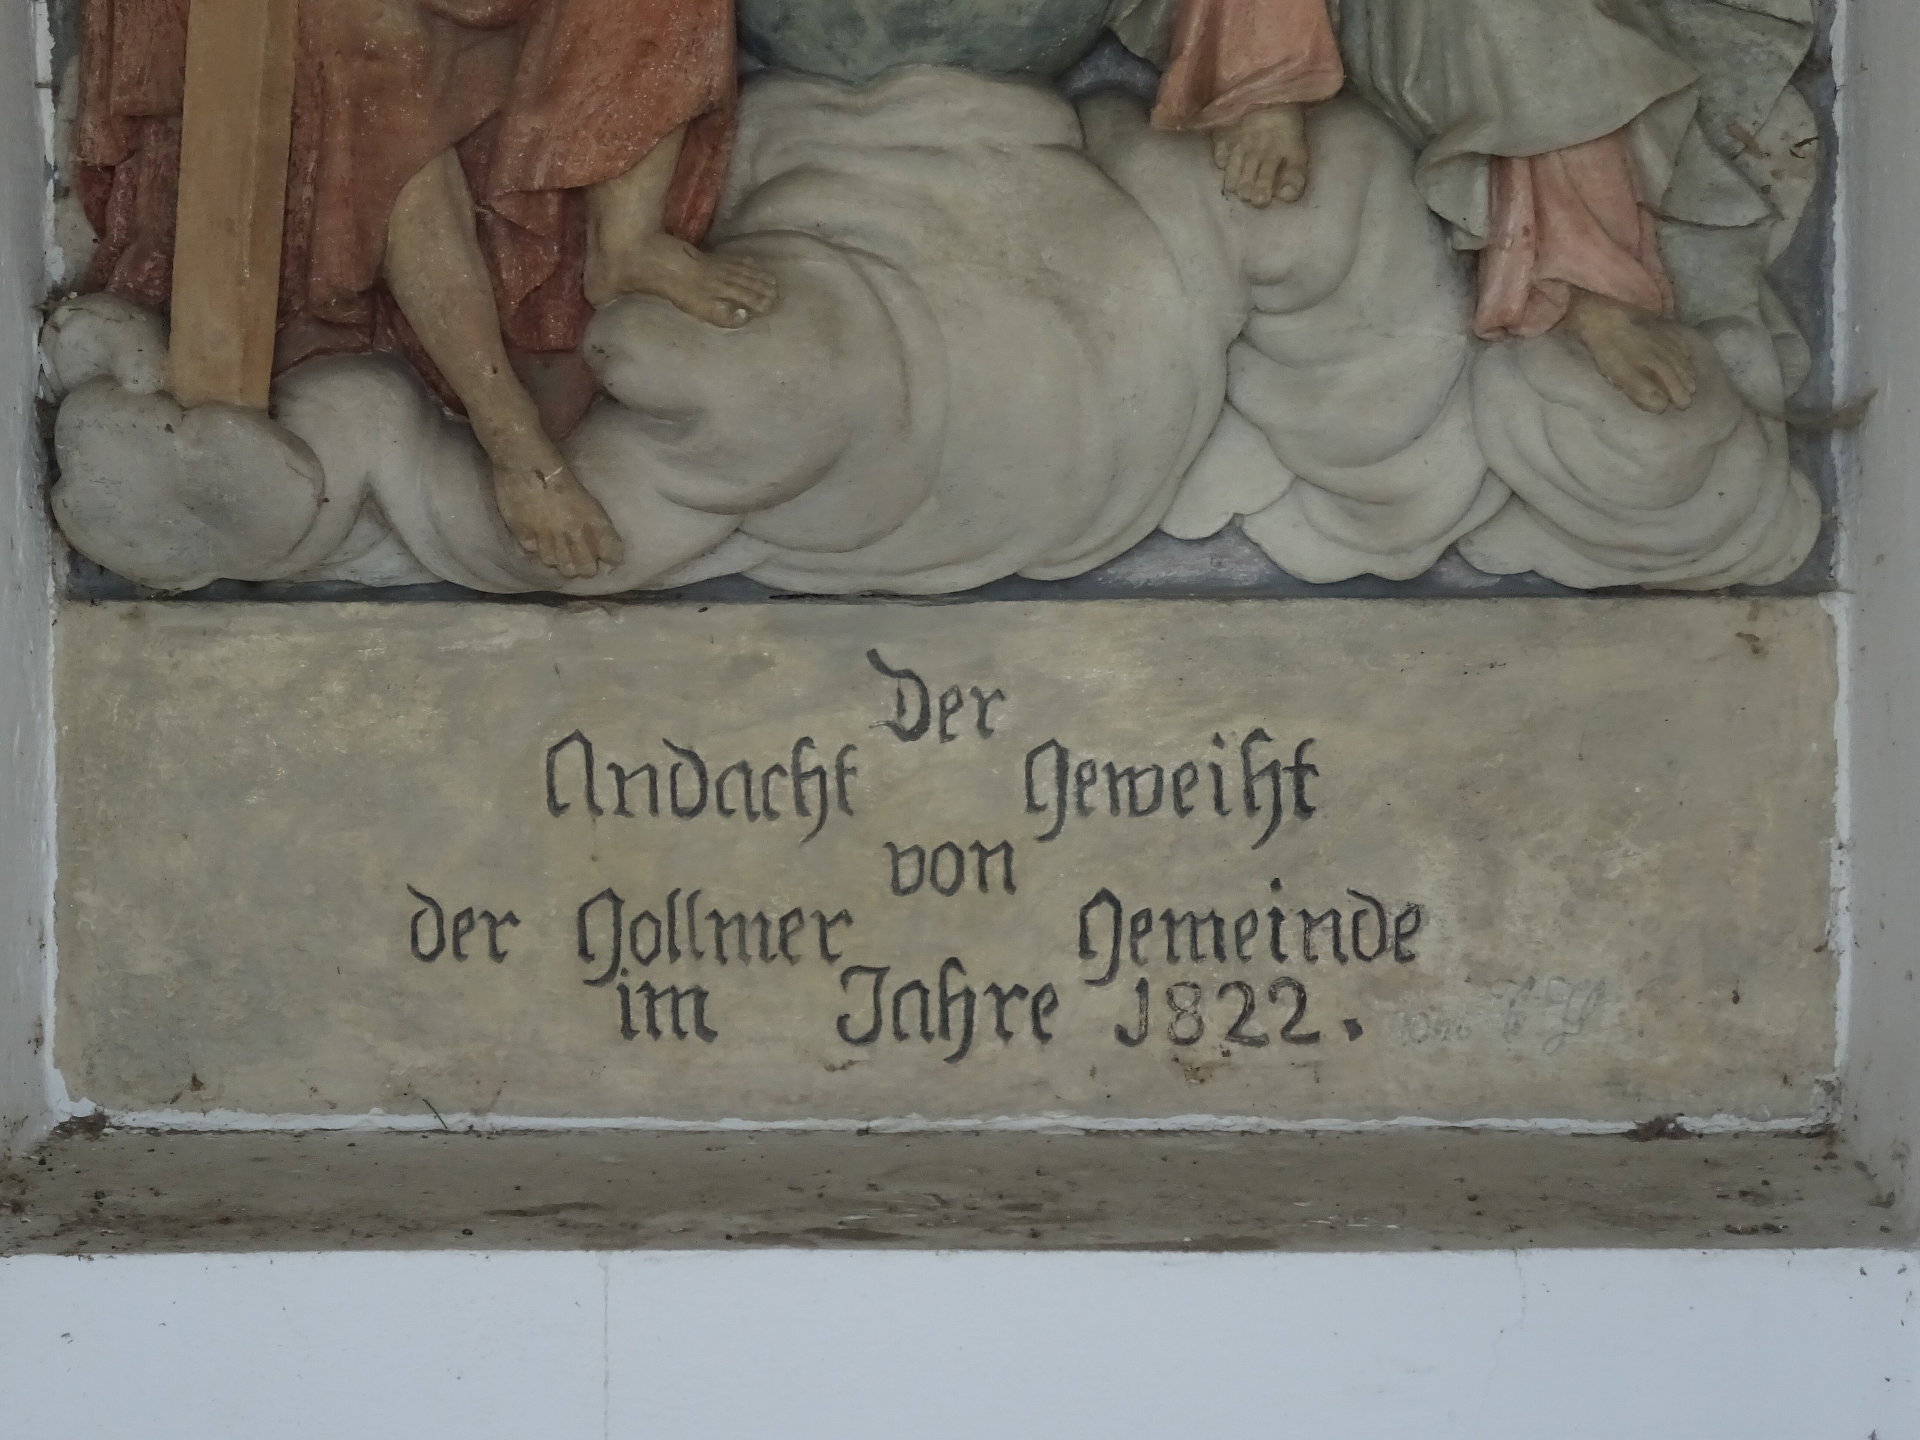 Der
Andacht Geweiht
von
der Gollmer Gemeinde
im Jahre 1822.